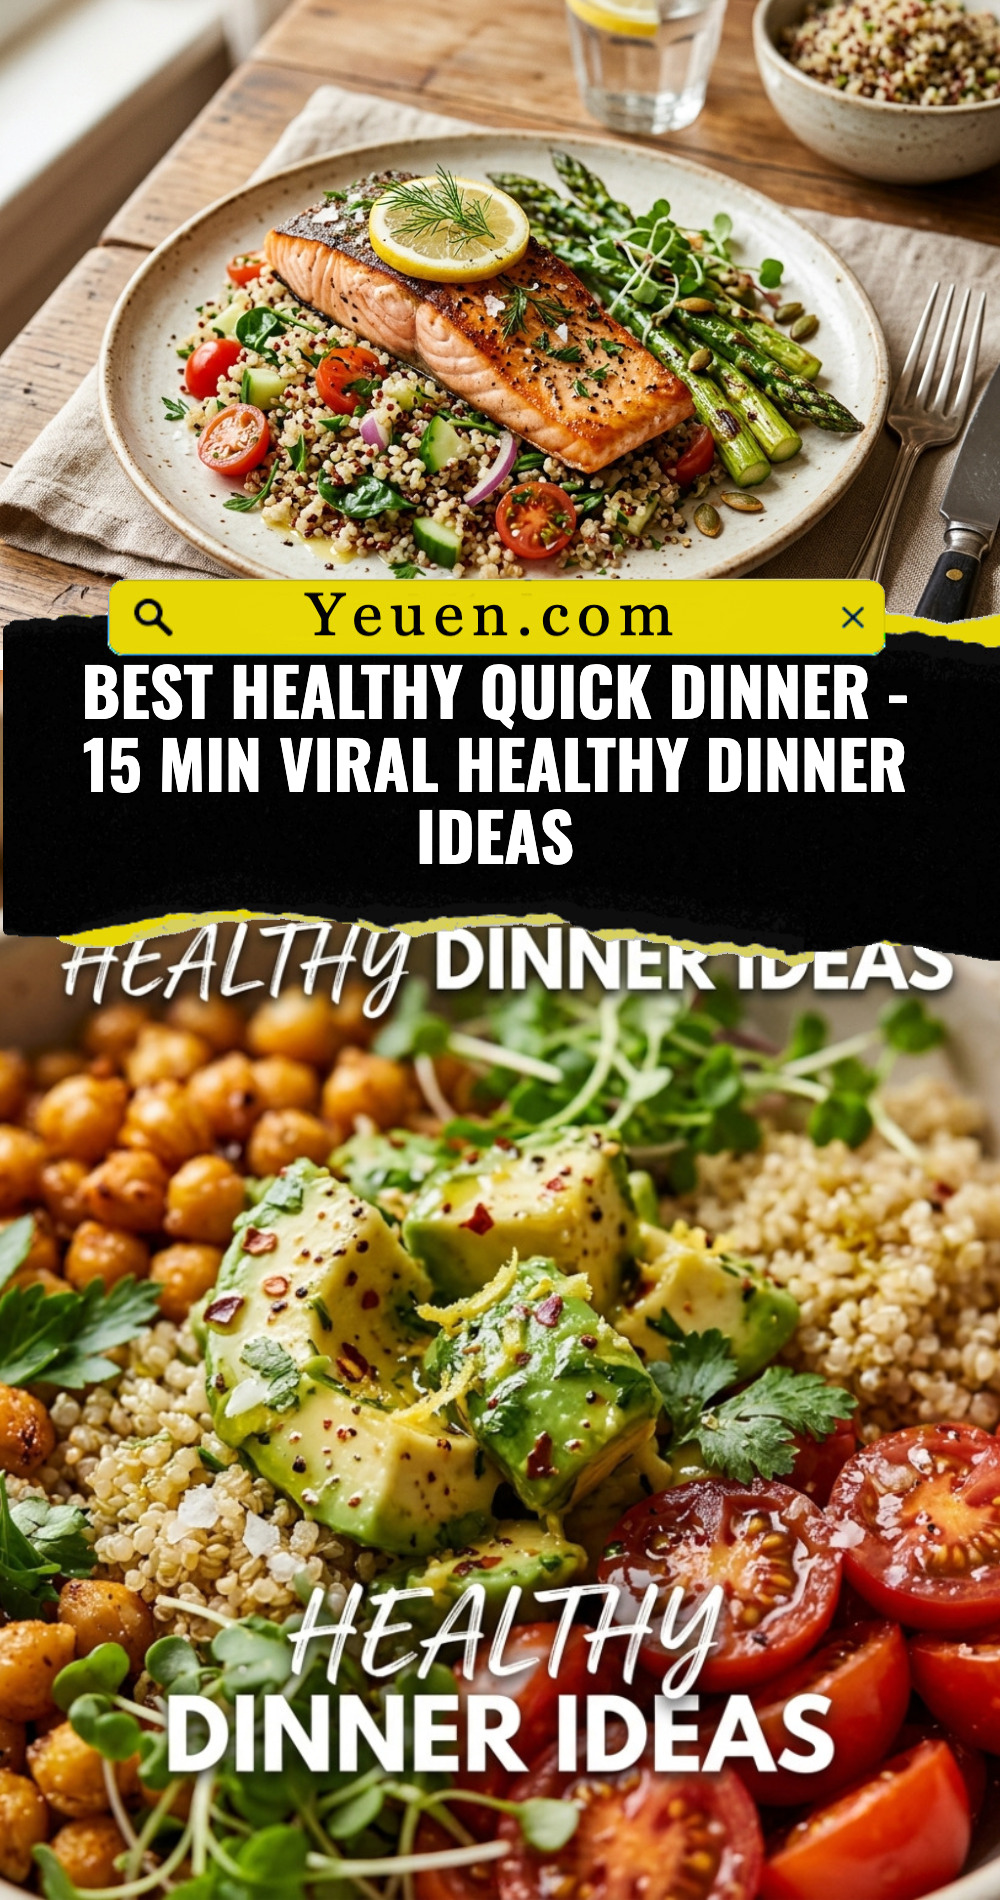 Yeuen.com
BEST HEALTHY QUICK DINNER -
15 MIN VIRAL HEALTHY DINNER
IDEAS
HEALTHY DINNER IDEAS
HEALTHY
DINNER IDEAS